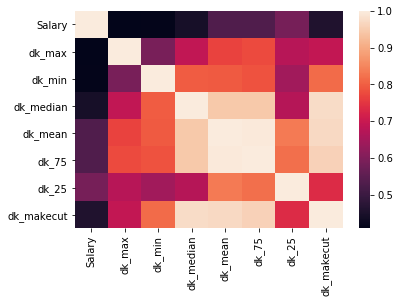 Salary
dk_max
dk_min
dk_median
dk_mean
dk_75
dk_25
dk_makecut
Salary
dk_max
dk_min
dk_median
dk_mean
dk_75
dk_25
dk_makecut
1.0
0.9
0.8
0.7
0.6
0.5